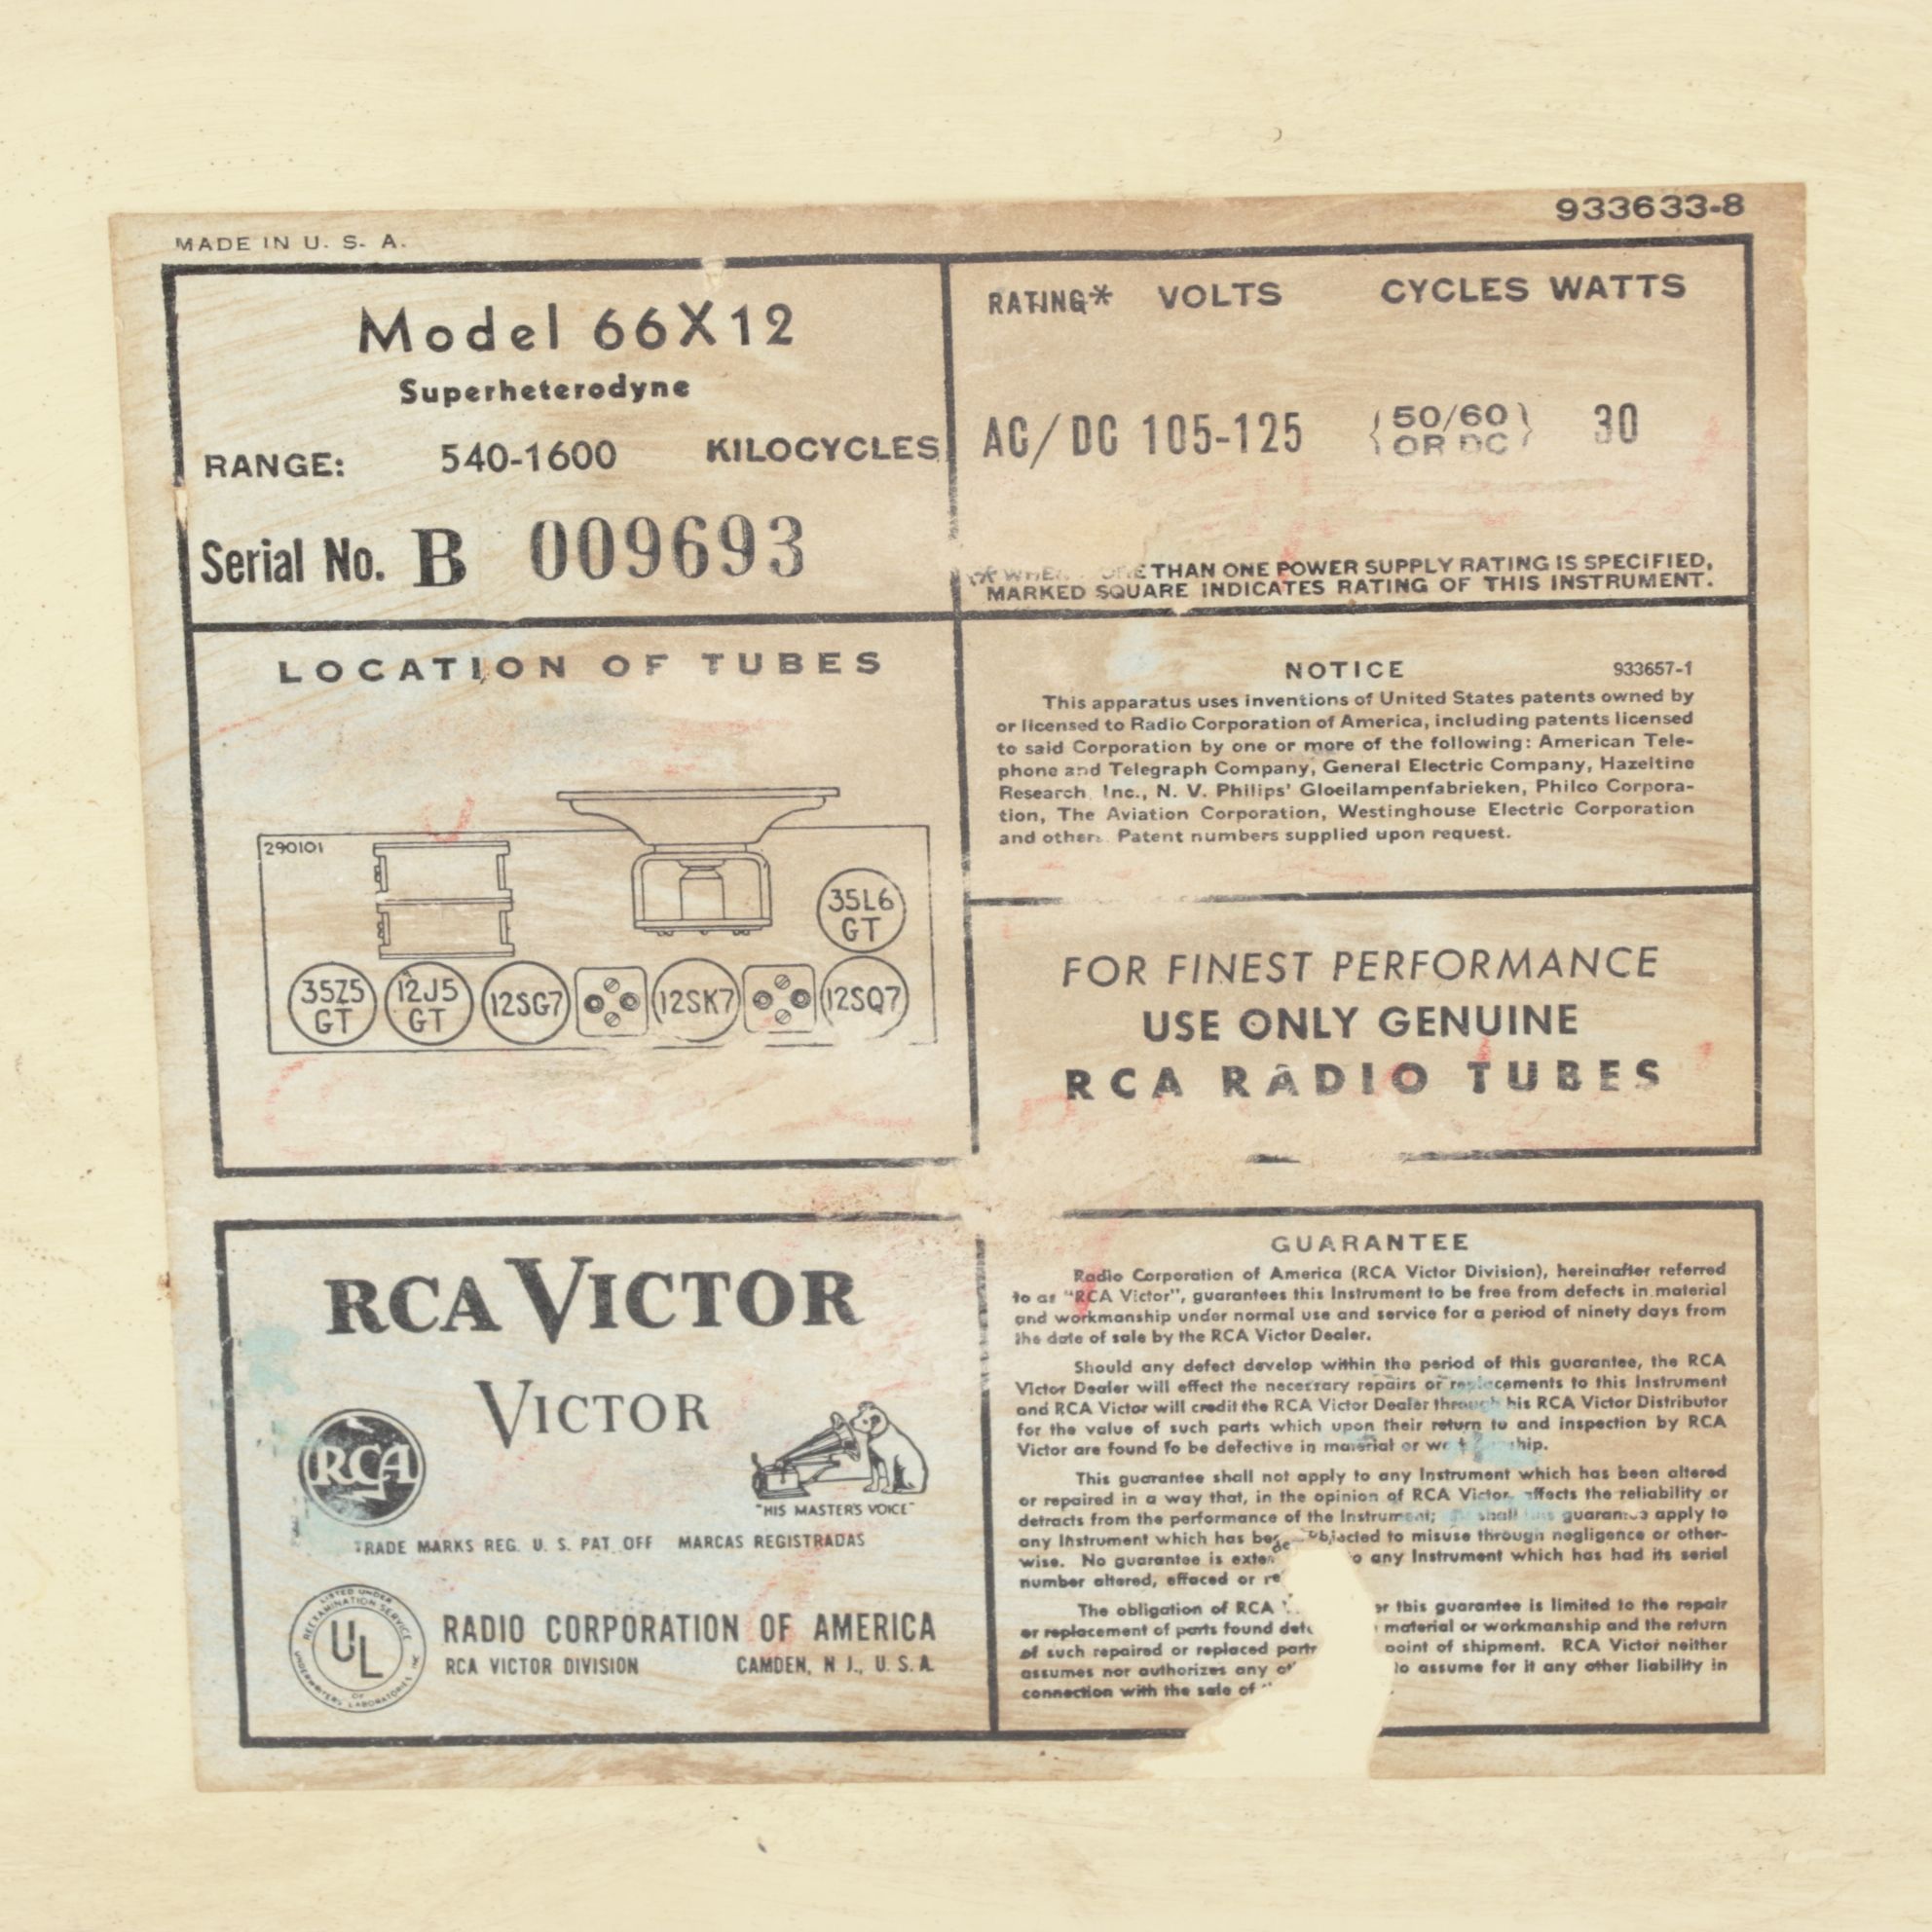 933633-8
MADE IN U. S. A.
Model 66X12
Superheterodyne
RANGE: 540-1600 KILOCYCLES
Serial No. B 009693
RATING* VOLTS CYCLES WATTS
AC/DC 105-125 {50/60 OR DC} 30
* THAN ONE POWER SUPPLY RATING IS SPECIFIED,
MARKED SQUARE INDICATES RATING OF THIS INSTRUMENT.
LOCATION OF TUBES
290101
35L6
GT
35Z5
GT
12J5
GT
12SG7
12SK7
12SQ7
NOTICE 933657-1
This apparatus uses inventions of United States patents owned by
or licensed to Radio Corporation of America, including patents licensed
to said Corporation by one or more of the following: American Tele-
phone and Telegraph Company, General Electric Company, Hazeltine
Research Inc., N. V. Philips' Gloeilampenfabrieken, Philco Corpora-
tion, The Aviation Corporation, Westinghouse Electric Corporation
and others. Patent numbers supplied upon request.
FOR FINEST PERFORMANCE
USE ONLY GENUINE
RCA RADIO TUBES
RCA VICTOR
VICTOR
RCA
"HIS MASTER'S VOICE"
TRADE MARKS REG. U. S. PAT. OFF MARCAS REGISTRADAS
LISTED UNDER
REEXAMINATION SERVICE
UL
OF
UNDERWRITERS' LABORATORIES, INC.
RADIO CORPORATION OF AMERICA
RCA VICTOR DIVISION CAMDEN, N J., U. S. A.
GUARANTEE
Radio Corporation of America (RCA Victor Division), hereinafter referred
to as "RCA Victor", guarantees this Instrument to be free from defects in material
and workmanship under normal use and service for a period of ninety days from
the date of sale by the RCA Victor Dealer.
Should any defect develop within the period of this guarantee, the RCA
Victor Dealer will effect the necessary repairs or replacements to this Instrument
and RCA Victor will credit the RCA Victor Dealer through his RCA Victor Distributor
for the value of such parts which upon their return to and inspection by RCA
Victor are found to be defective in material or
This guarantee shall not apply to any Instrument which has been altered
or repaired in a way that, in the opinion of RCA Victor affects the reliability or
detracts from the performance of the Instrument; shall this guarantee apply to
any Instrument which has subjected to misuse through negligence or other-
wise. No guarantee is any Instrument which has had its serial
number altered, effaced or
The obligation of RCA this guarantee is limited to the repair
or replacement of parts found material or workmanship and the return
of such repaired or replaced parts point of shipment. RCA Victor neither
assumes nor authorizes any to assume for it any other liability in
connection with the sale of